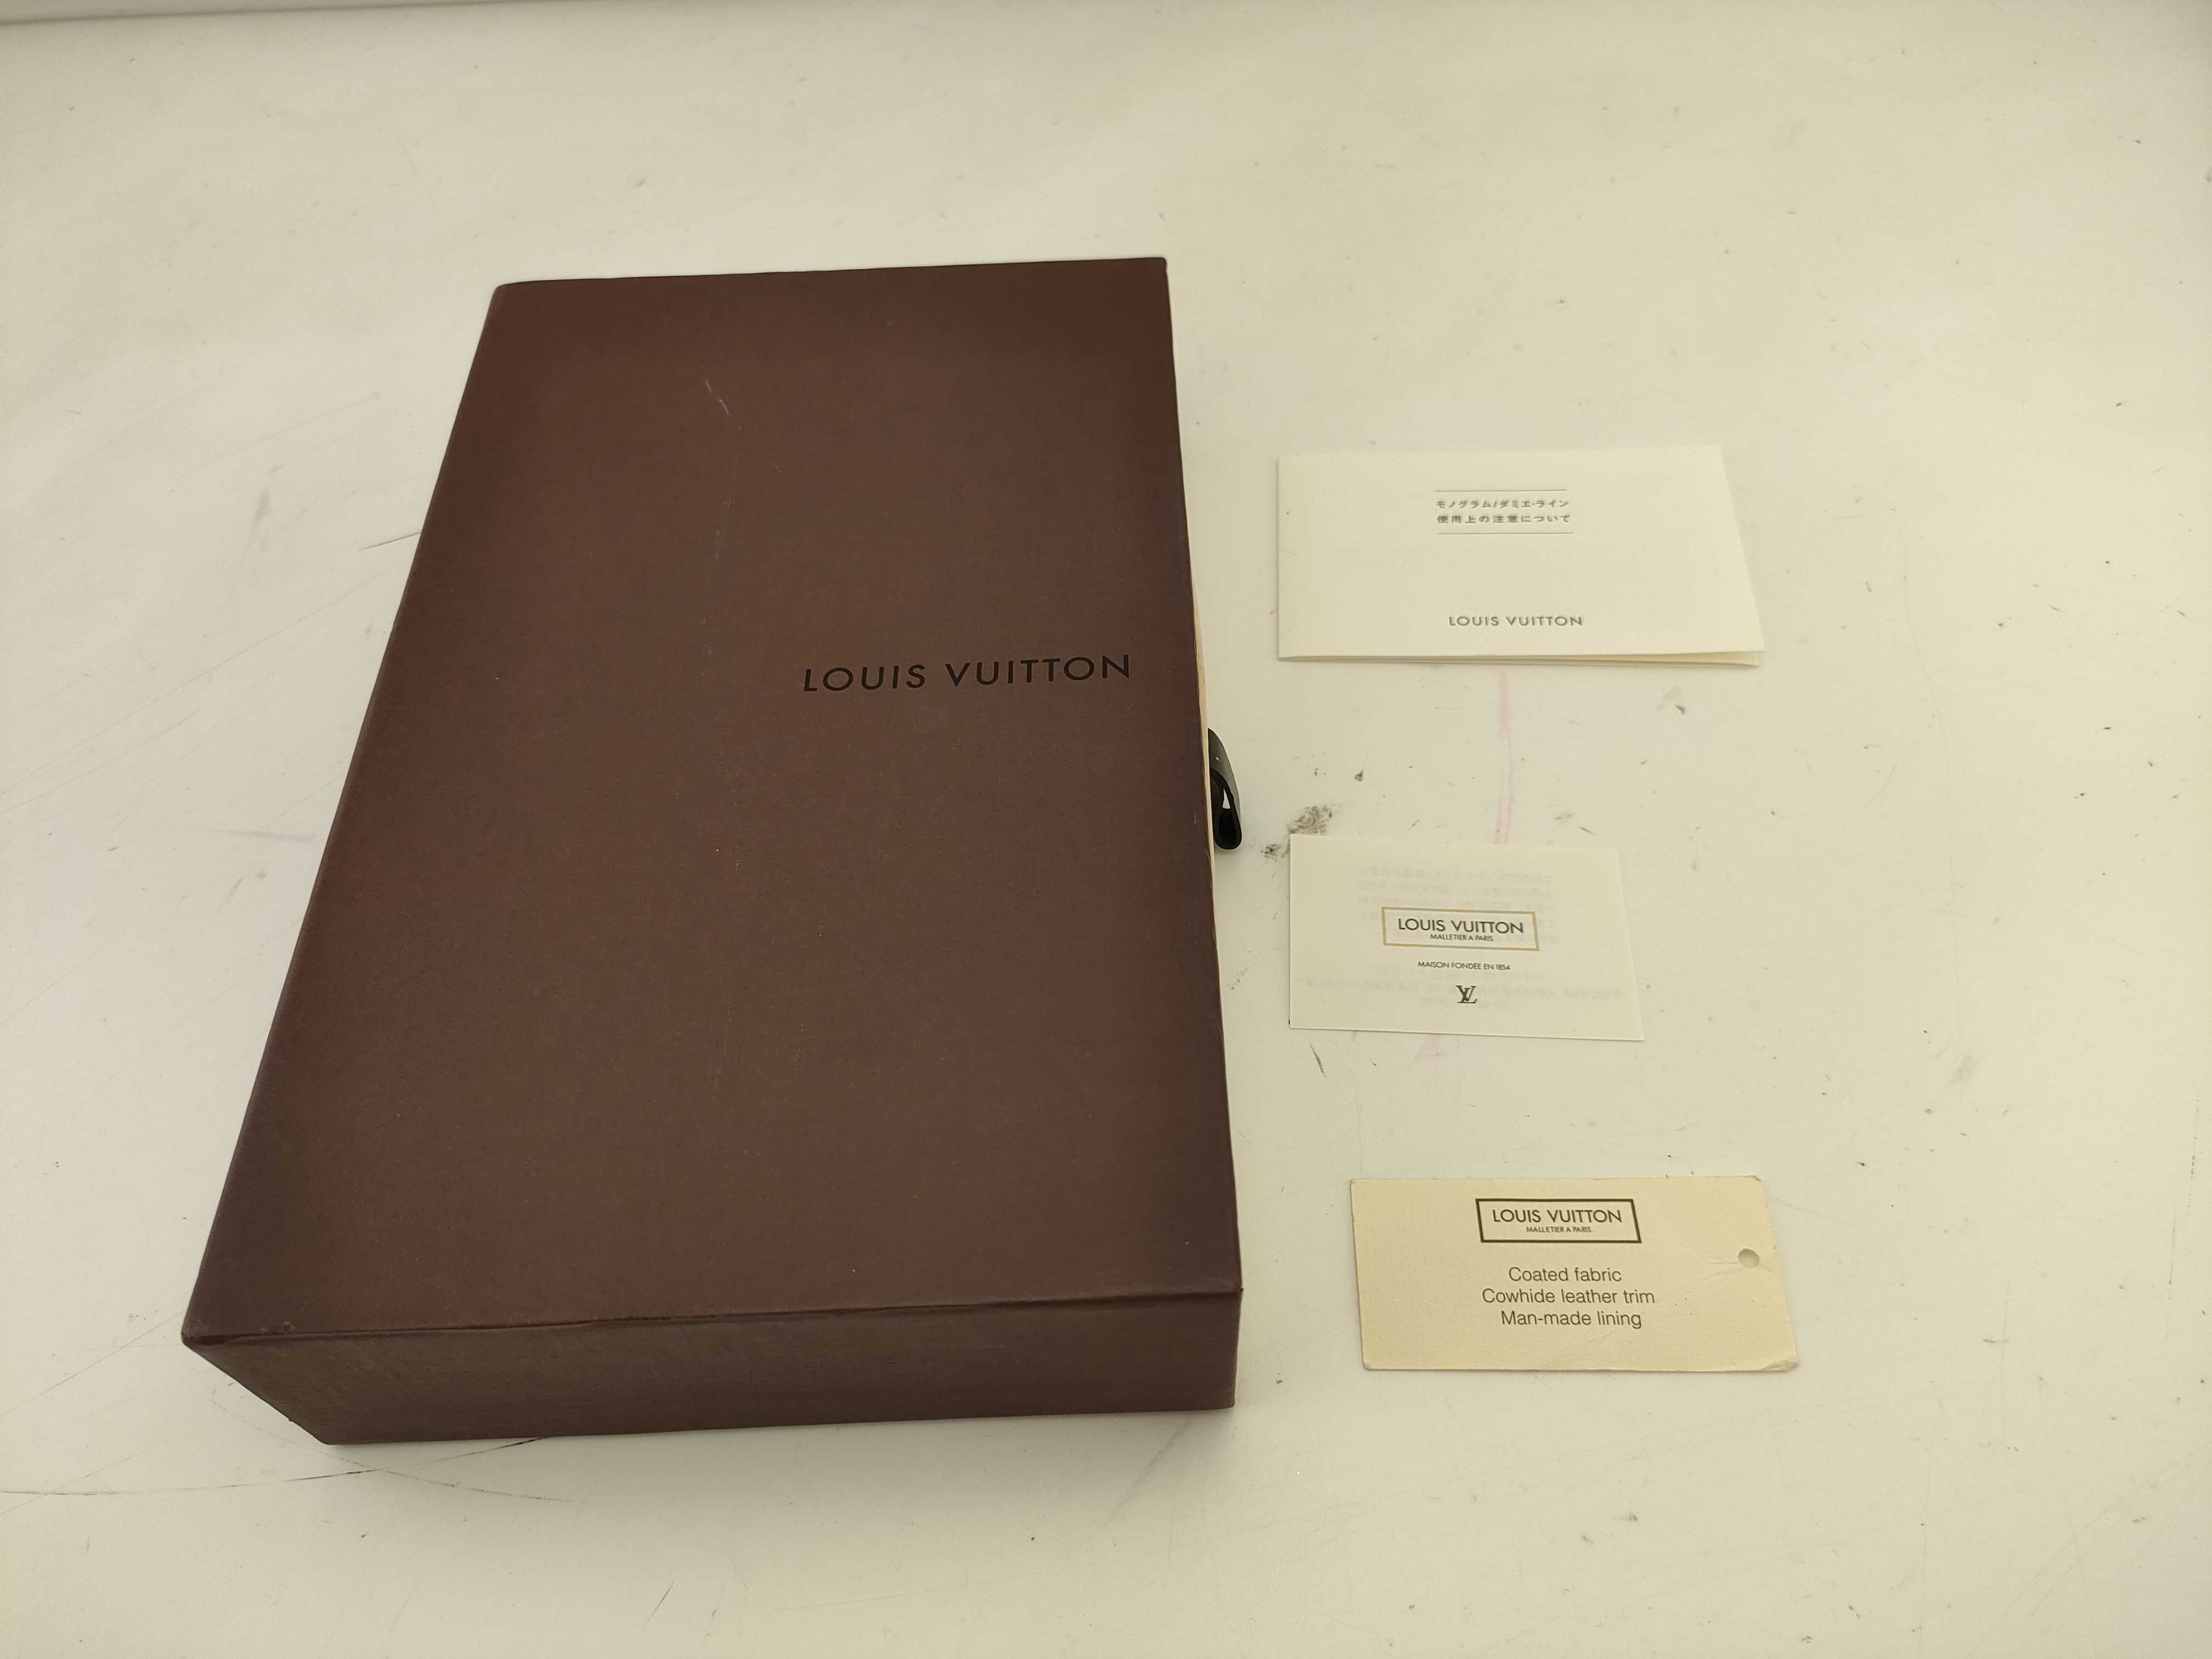 LOUIS VUITTON
モノグラム/ダミエ・ライン
使用上の注意について
LOUIS VUITTON
LOUIS VUITTON
MALLETIER A PARIS
MAISON FONDÉE EN 1854
LV
LOUIS VUITTON
MALLETIER A PARIS
Coated fabric
Cowhide leather trim
Man-made lining